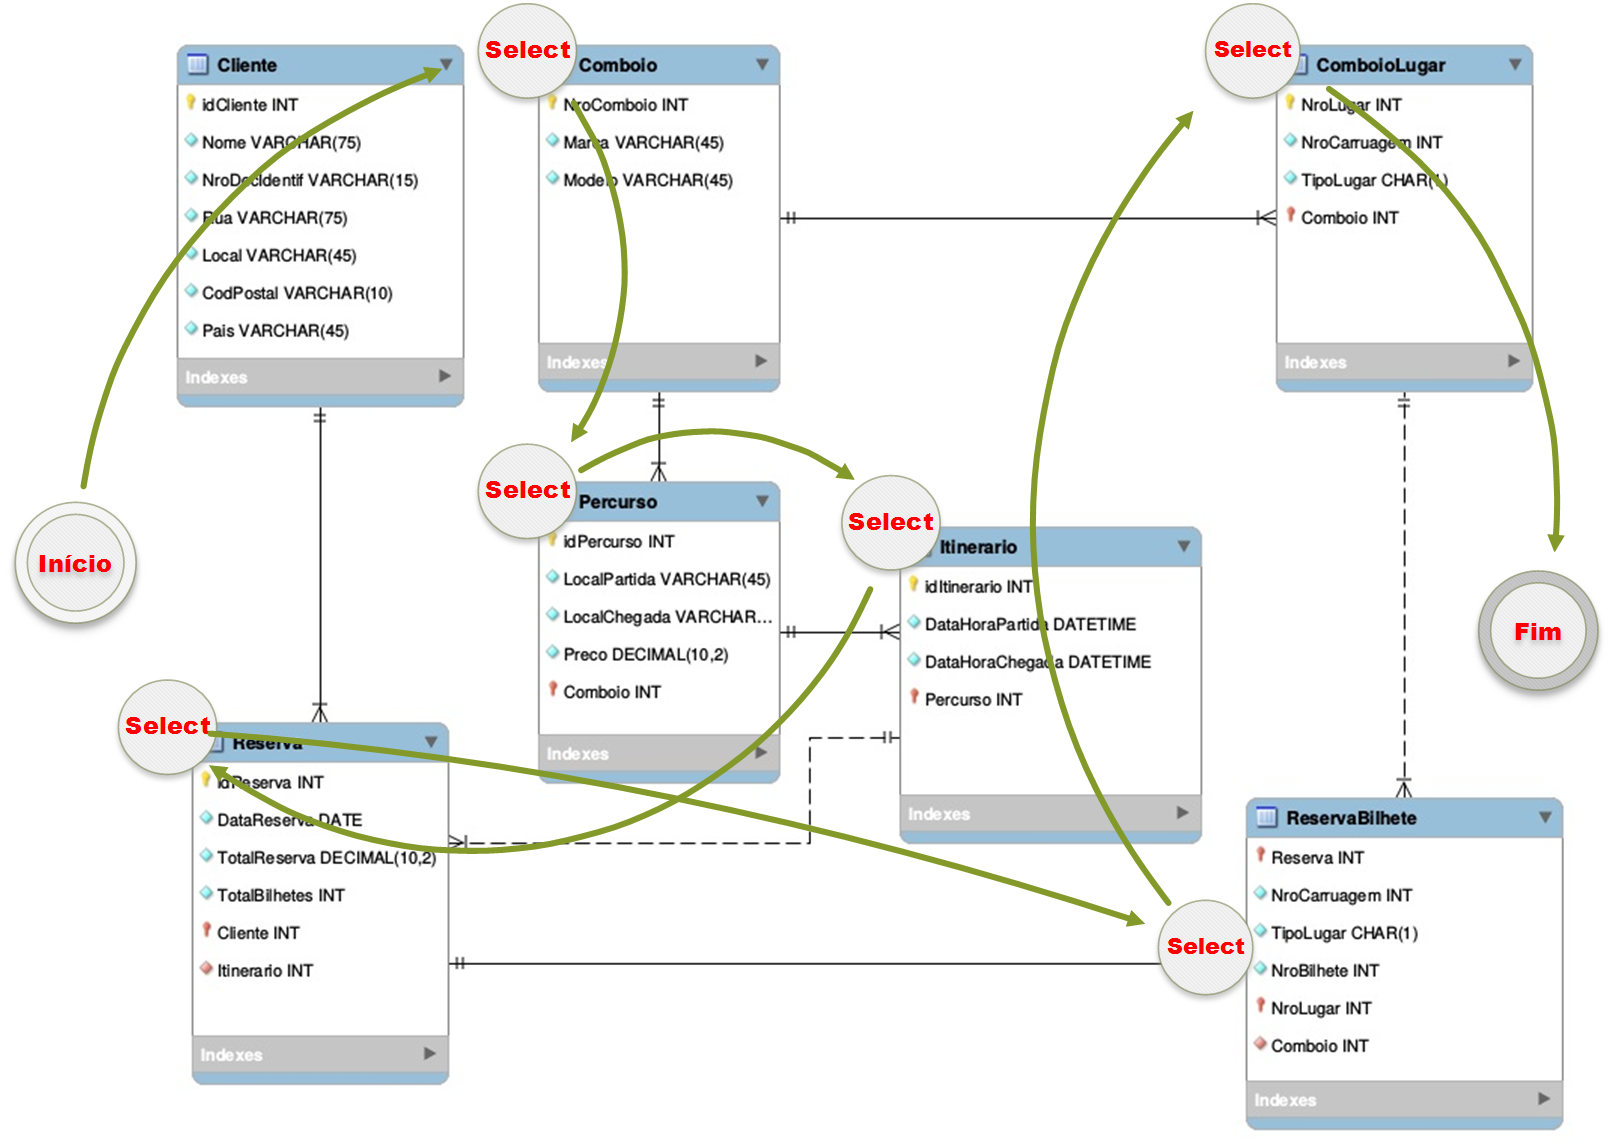 Cliente
idCliente INT
Nome VARCHAR(75)
NroDocIdentif VARCHAR(15)
Rua VARCHAR(75)
Local VARCHAR(45)
CodPostal VARCHAR(10)
Pais VARCHAR(45)
Indexes
Select
Comboio
NroComboio INT
Marca VARCHAR(45)
Modelo VARCHAR(45)
Indexes
Select
ComboioLugar
NroLugar INT
NroCarruagem INT
TipoLugar CHAR(1)
Comboio INT
Indexes
Início
Select
Percurso
idPercurso INT
LocalPartida VARCHAR(45)
LocalChegada VARCHAR...
Preco DECIMAL(10,2)
Comboio INT
Indexes
Select
Itinerario
idItinerario INT
DataHoraPartida DATETIME
DataHoraChegada DATETIME
Percurso INT
Indexes
Fim
Select
Reserva
idReserva INT
DataReserva DATE
TotalReserva DECIMAL(10,2)
TotalBilhetes INT
Cliente INT
Itinerario INT
Indexes
Select
ReservaBilhete
Reserva INT
NroCarruagem INT
TipoLugar CHAR(1)
NroBilhete INT
NroLugar INT
Comboio INT
Indexes